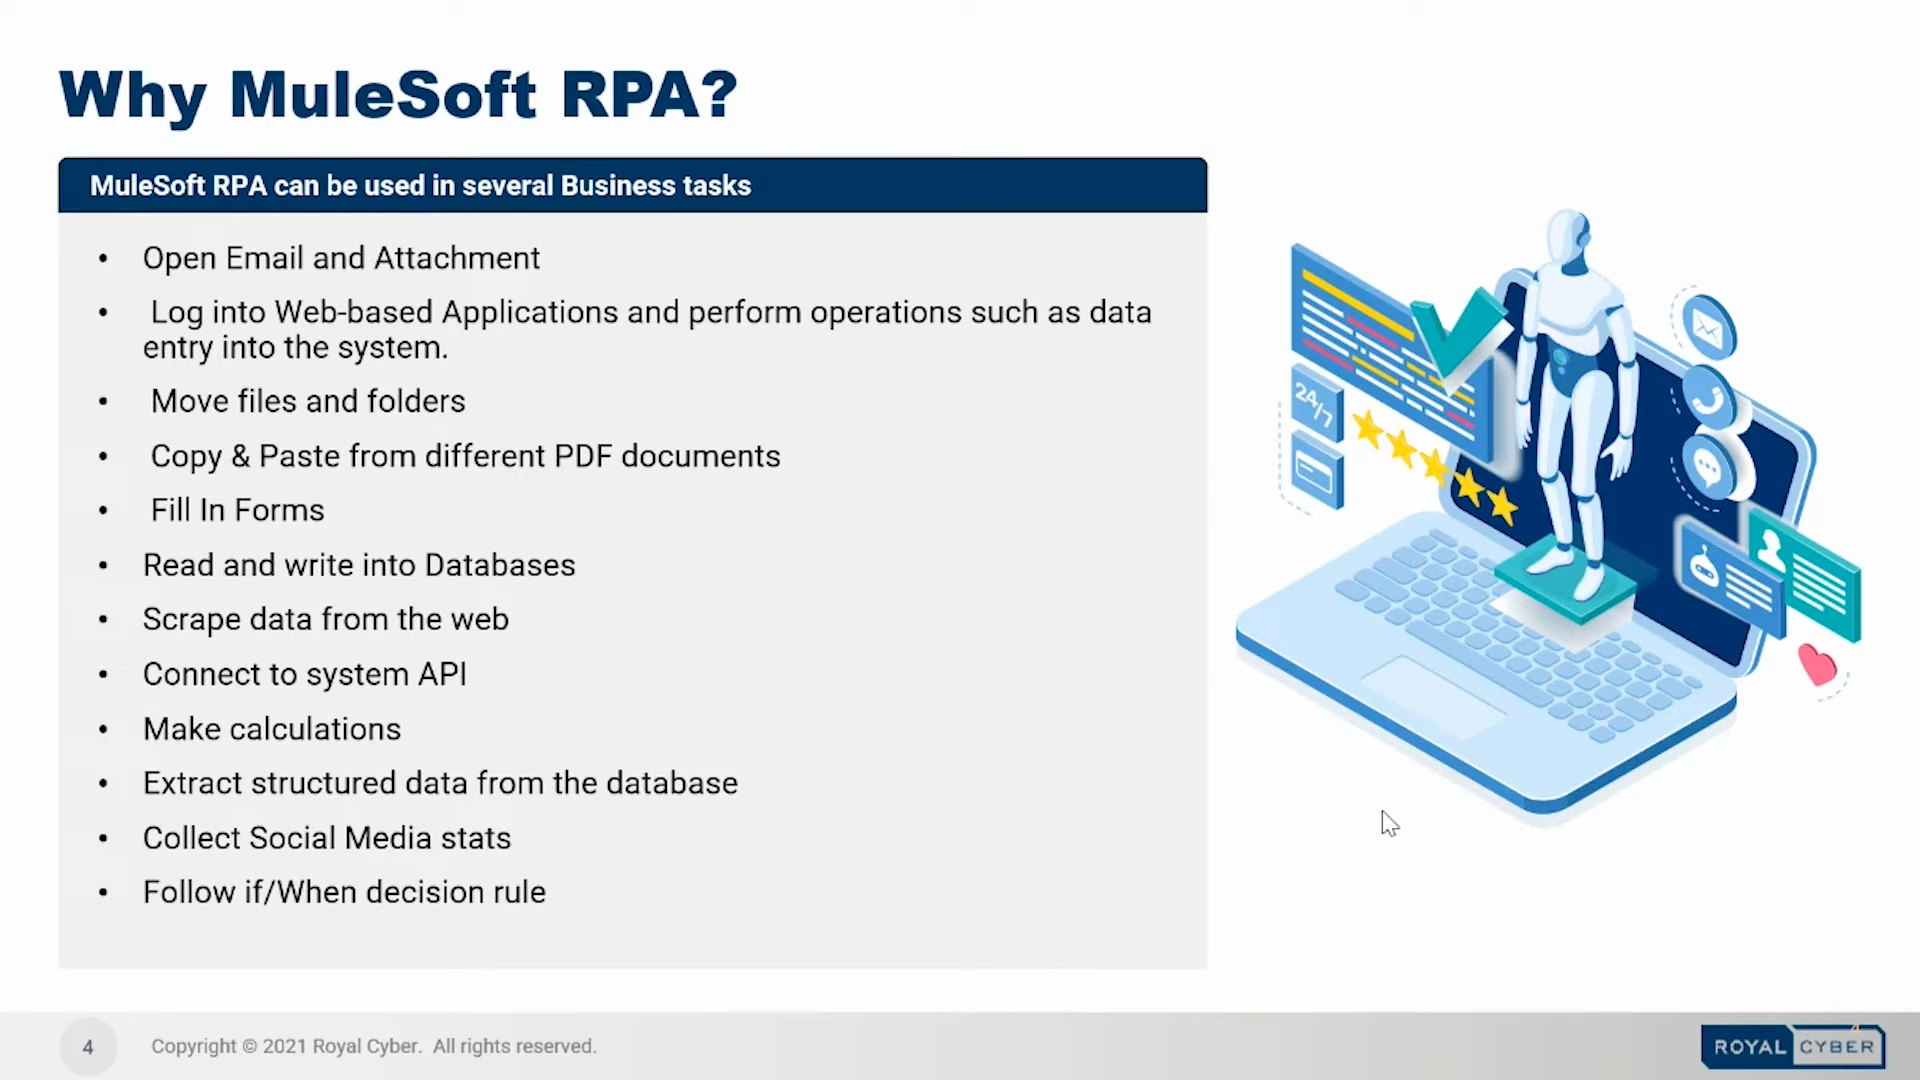 Why MuleSoft RPA?
MuleSoft RPA can be used in several Business tasks
• Open Email and Attachment
• Log into Web-based Applications and perform operations such as data
entry into the system.
• Move files and folders
• Copy & Paste from different PDF documents
• Fill In Forms
• Read and write into Databases
• Scrape data from the web
• Connect to system API
• Make calculations
• Extract structured data from the database
• Collect Social Media stats
• Follow if/When decision rule
24/7
4
Copyright © 2021 Royal Cyber. All rights reserved.
4
ROYAL CYBER